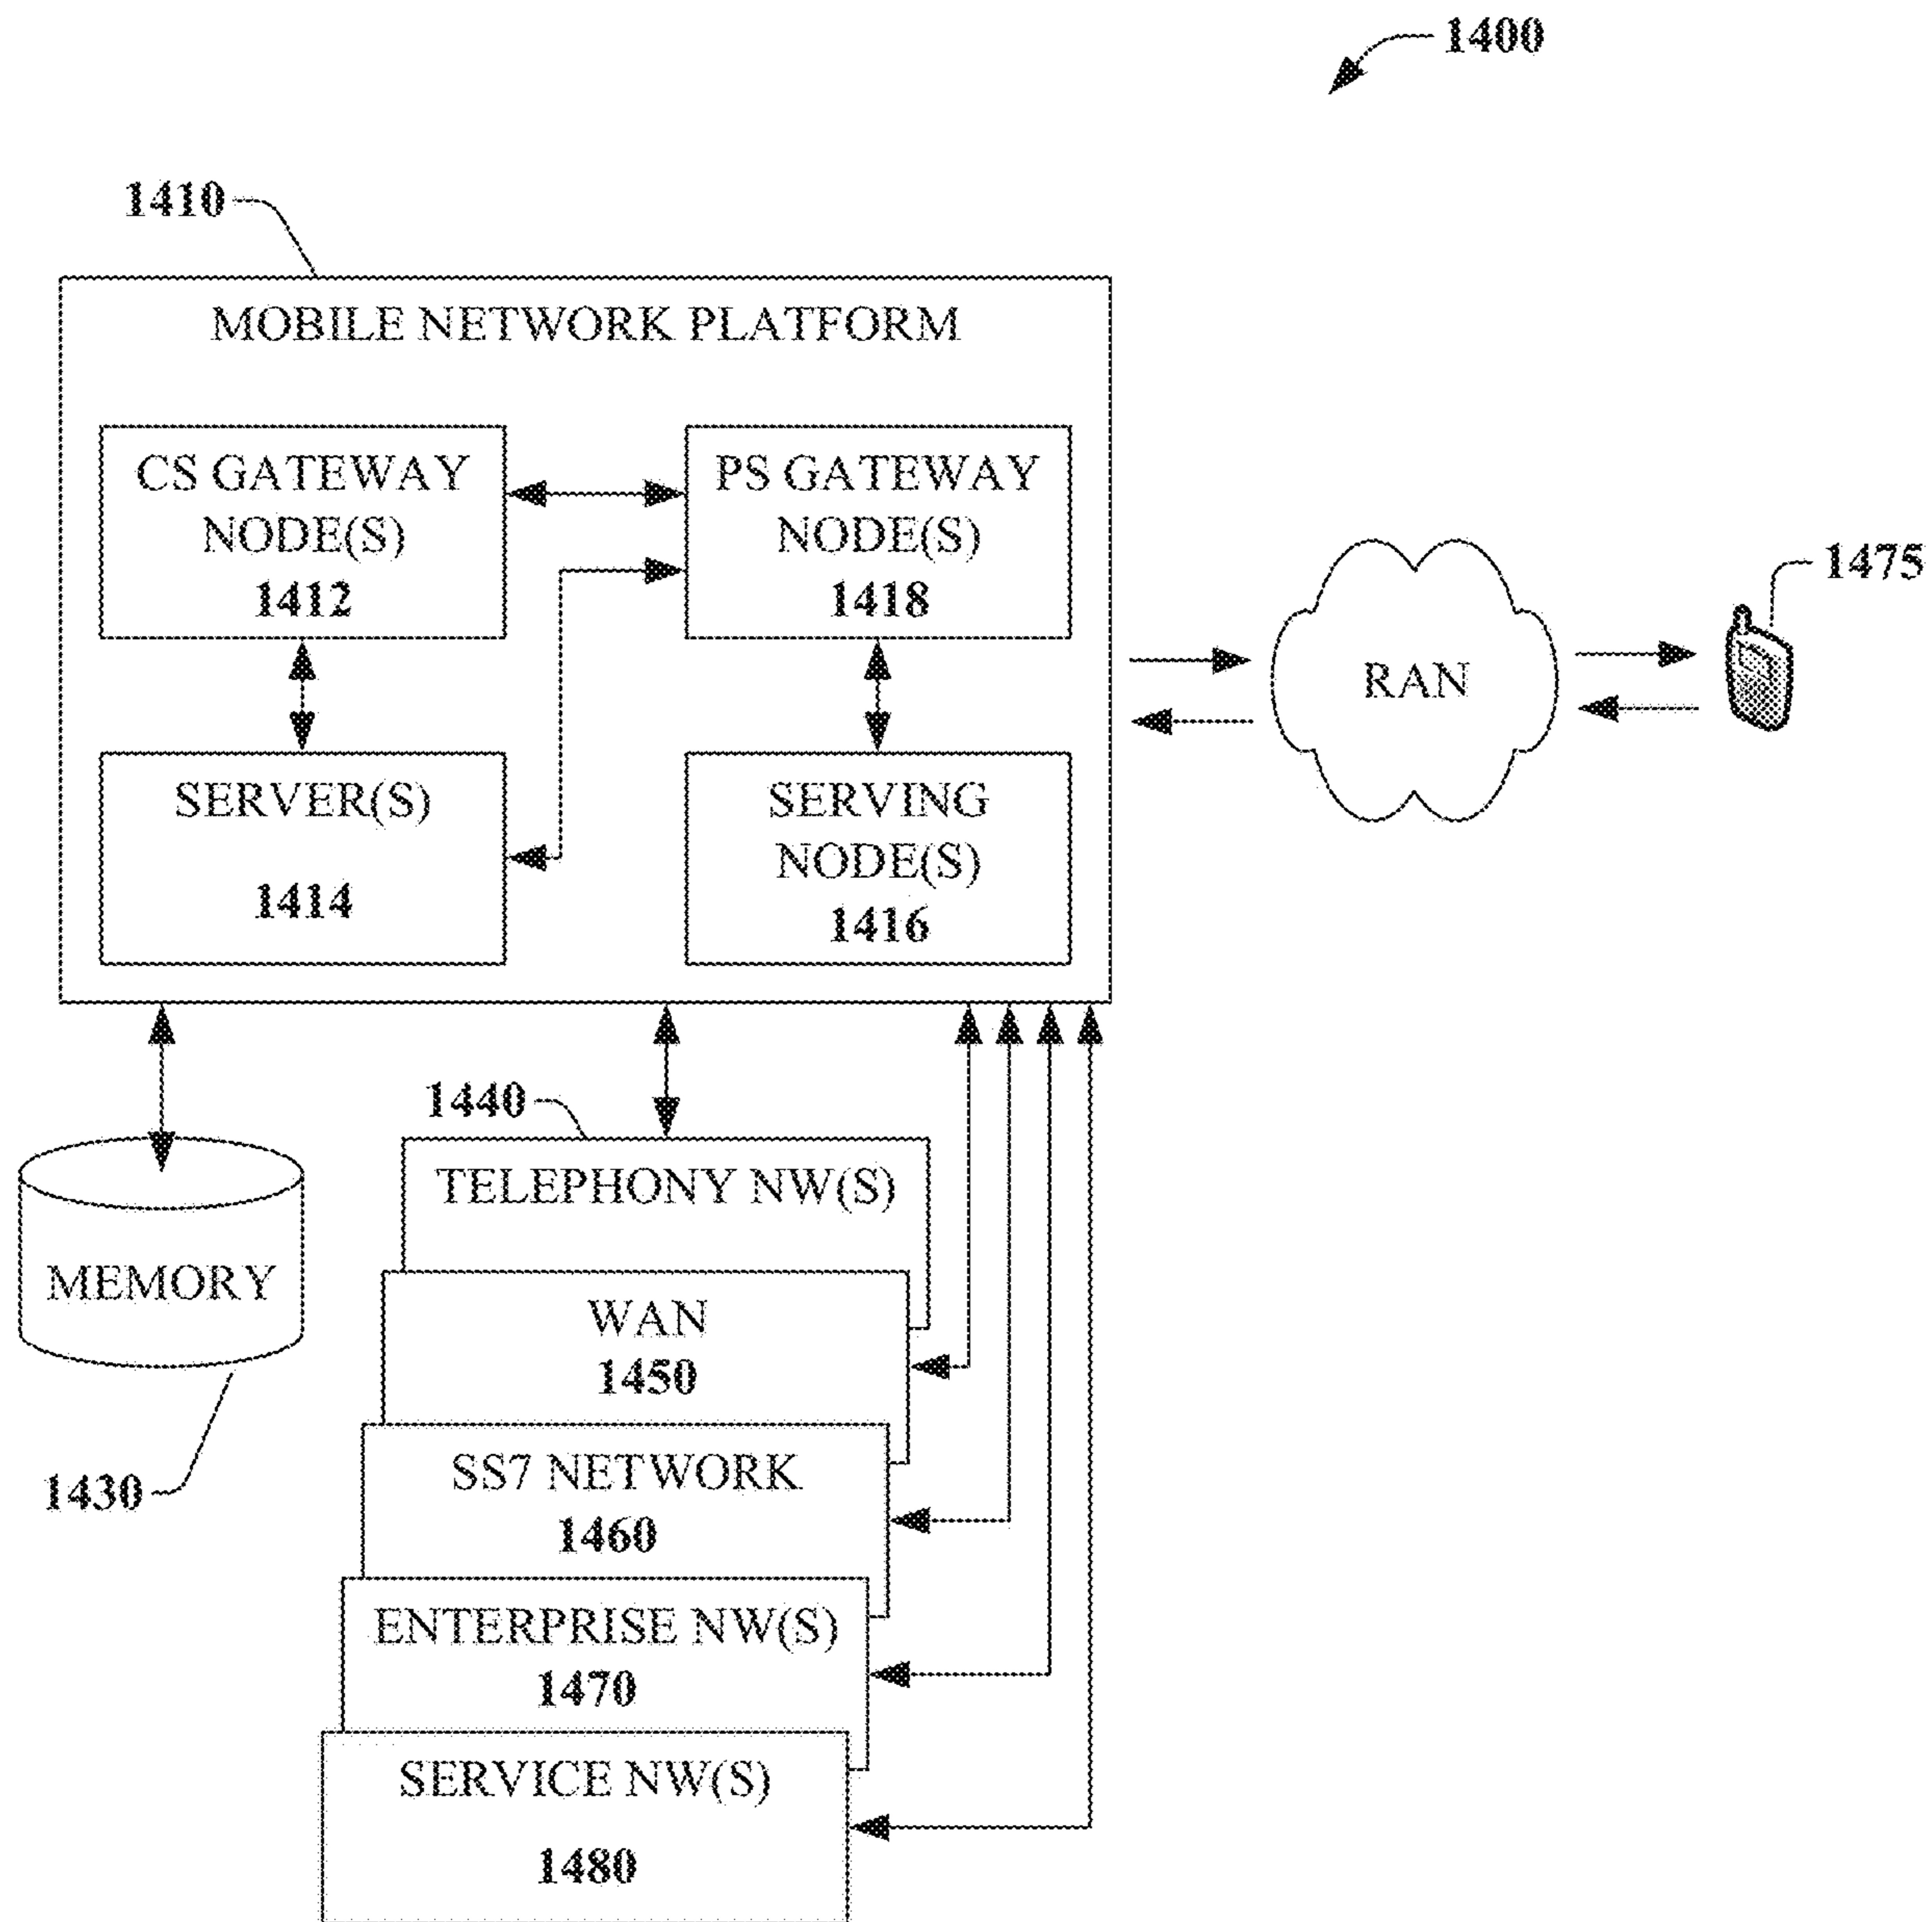 1400
1410
MOBILE NETWORK PLATFORM
CS GATEWAY
NODE(S)
1412
PS GATEWAY
NODE(S)
1418
SERVER(S)
1414
SERVING
NODE(S)
1416
RAN
1475
1440
TELEPHONY NW(S)
MEMORY
1430
WAN
1450
SS7 NETWORK
1460
ENTERPRISE NW(S)
1470
SERVICE NW(S)
1480